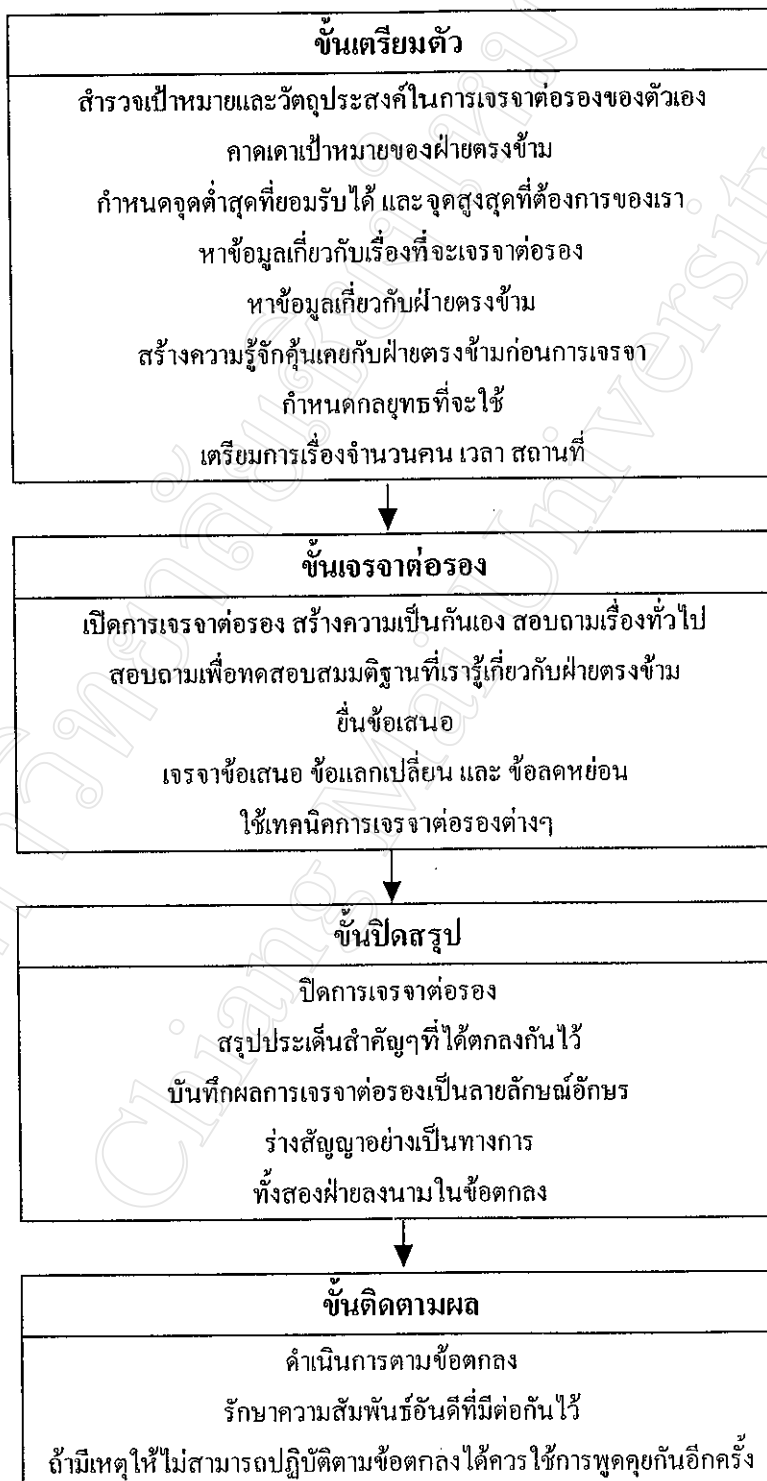 ขั้นเตรียมตัว
สำรวจเป้าหมายและวัตถุประสงค์ในการเจรจาต่อรองของตัวเอง
คาดเดาเป้าหมายของฝ่ายตรงข้าม
กำหนดจุดต่ำสุดที่ยอมรับได้ และจุดสูงสุดที่ต้องการของเรา
หาข้อมูลเกี่ยวกับเรื่องที่จะเจรจาต่อรอง
หาข้อมูลเกี่ยวกับฝ่ายตรงข้าม
สร้างความรู้จักคุ้นเคยกับฝ่ายตรงข้ามก่อนการเจรจา
กำหนดกลยุทธที่จะใช้
เตรียมการเรื่องจำนวนคน เวลา สถานที่
ขั้นเจรจาต่อรอง
เปิดการเจรจาต่อรอง สร้างความเป็นกันเอง สอบถามเรื่องทั่วไป
สอบถามเพื่อทดสอบสมมติฐานที่เรารู้เกี่ยวกับฝ่ายตรงข้าม
ยื่นข้อเสนอ
เจรจาข้อเสนอ ข้อแลกเปลี่ยน และ ข้อลดหย่อน
ใช้เทคนิคการเจรจาต่อรองต่างๆ
ขั้นปิดสรุป
ปิดการเจรจาต่อรอง
สรุปประเด็นสำคัญๆที่ได้ตกลงกันไว้
บันทึกผลการเจรจาต่อรองเป็นลายลักษณ์อักษร
ร่างสัญญาอย่างเป็นทางการ
ทั้งสองฝ่ายลงนามในข้อตกลง
ขั้นติดตามผล
ดำเนินการตามข้อตกลง
รักษาความสัมพันธ์อันดีที่มีต่อกันไว้
ถ้ามีเหตุให้ไม่สามารถปฏิบัติตามข้อตกลงได้ควรใช้การพูดคุยกันอีกครั้ง
Chiang Mai University